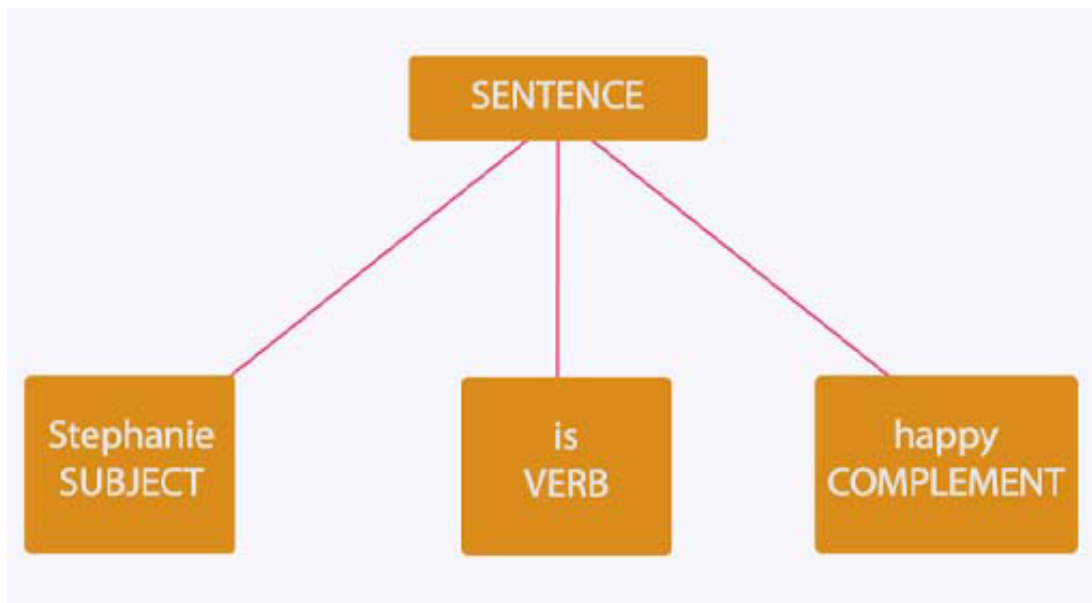 SENTENCE
Stephanie
SUBJECT
is
VERB
happy
COMPLEMENT